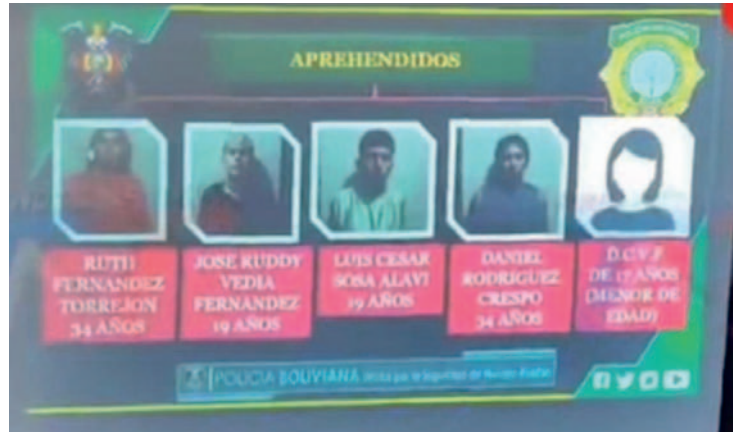 APREHENDIDOS
RUTH
FERNANDEZ
TORREJON
34 AÑOS
JOSE RUDDY
VEDIA
FERNANDEZ
19 AÑOS
LUIS CESAR
SOSA ALAVI
19 AÑOS
DANIEL
RODRIGUEZ
CRESPO
34 AÑOS
D.C.V.F
DE 17 AÑOS
(MENOR DE
EDAD)
POLICIA BOLIVIANA